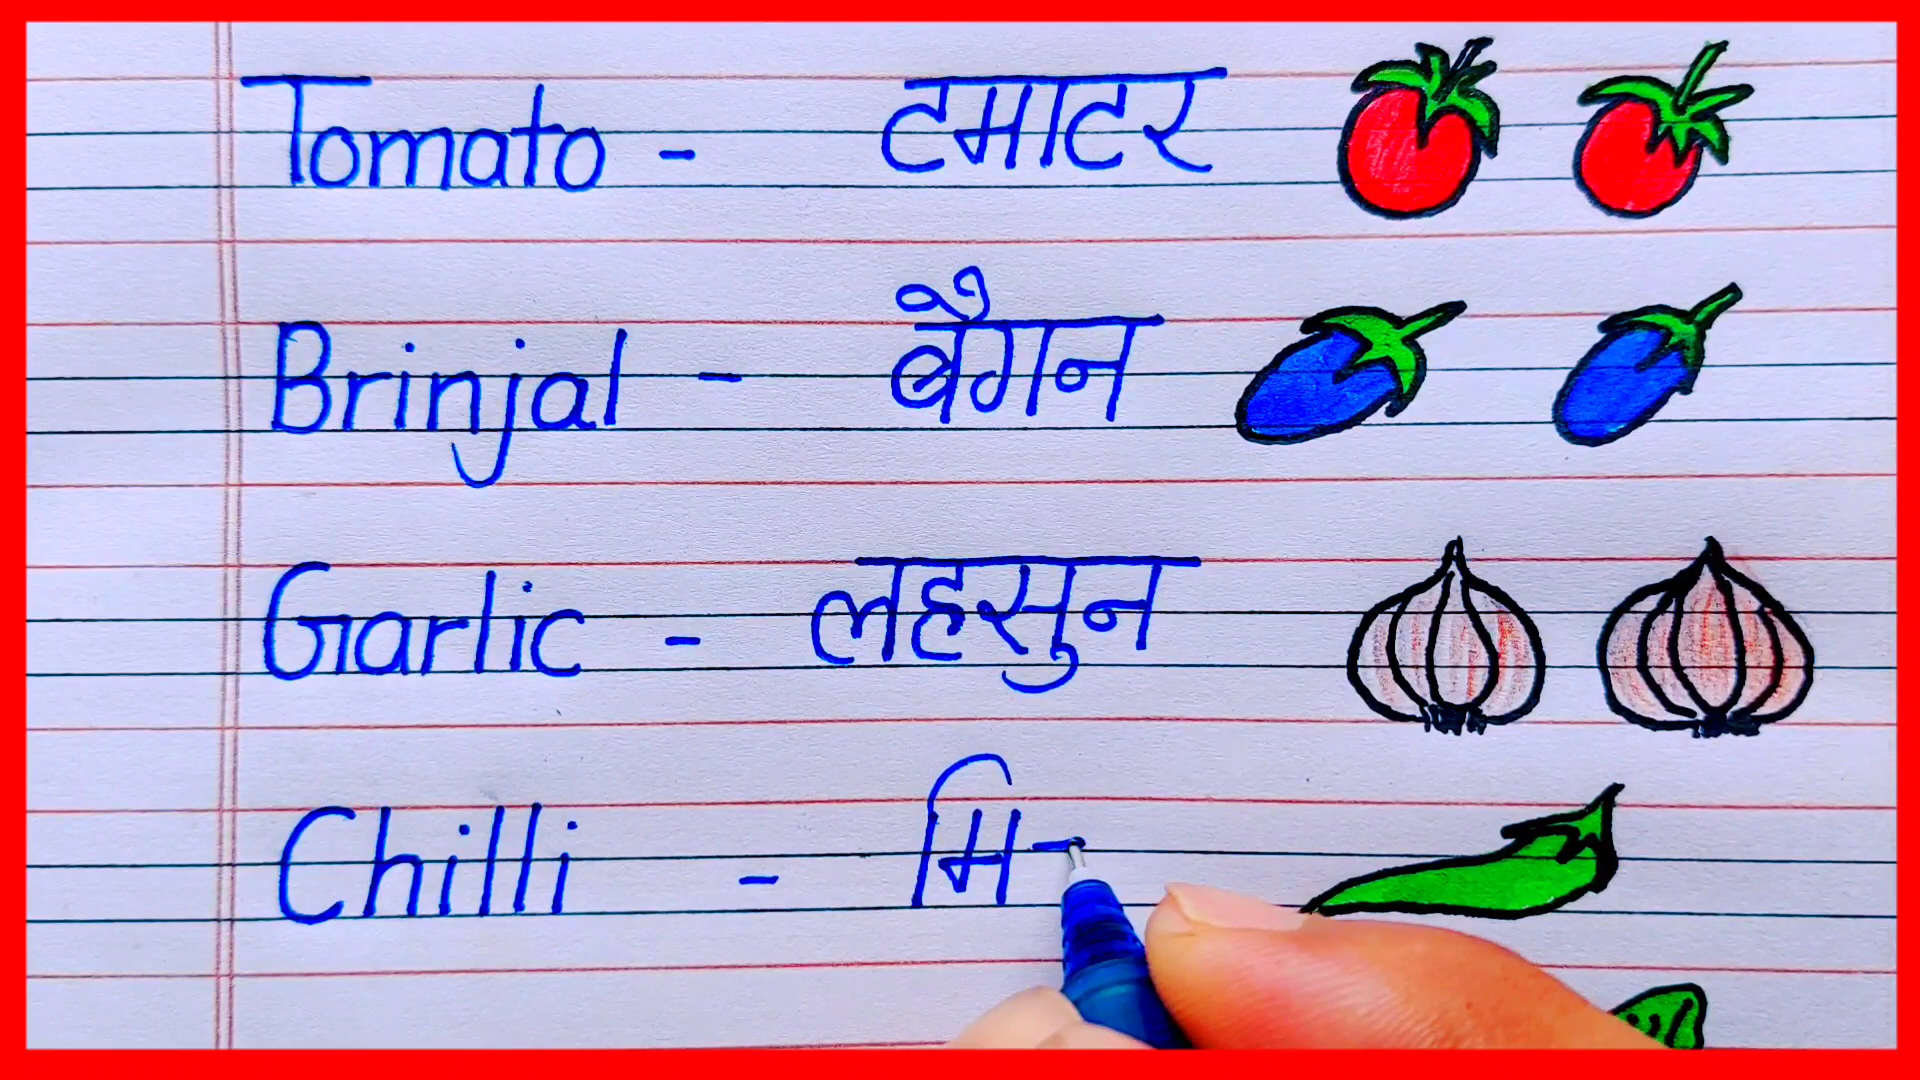 Tomato - टमाटर
Brinjal - बैगन
Garlic - लहसुन
Chilli - मि